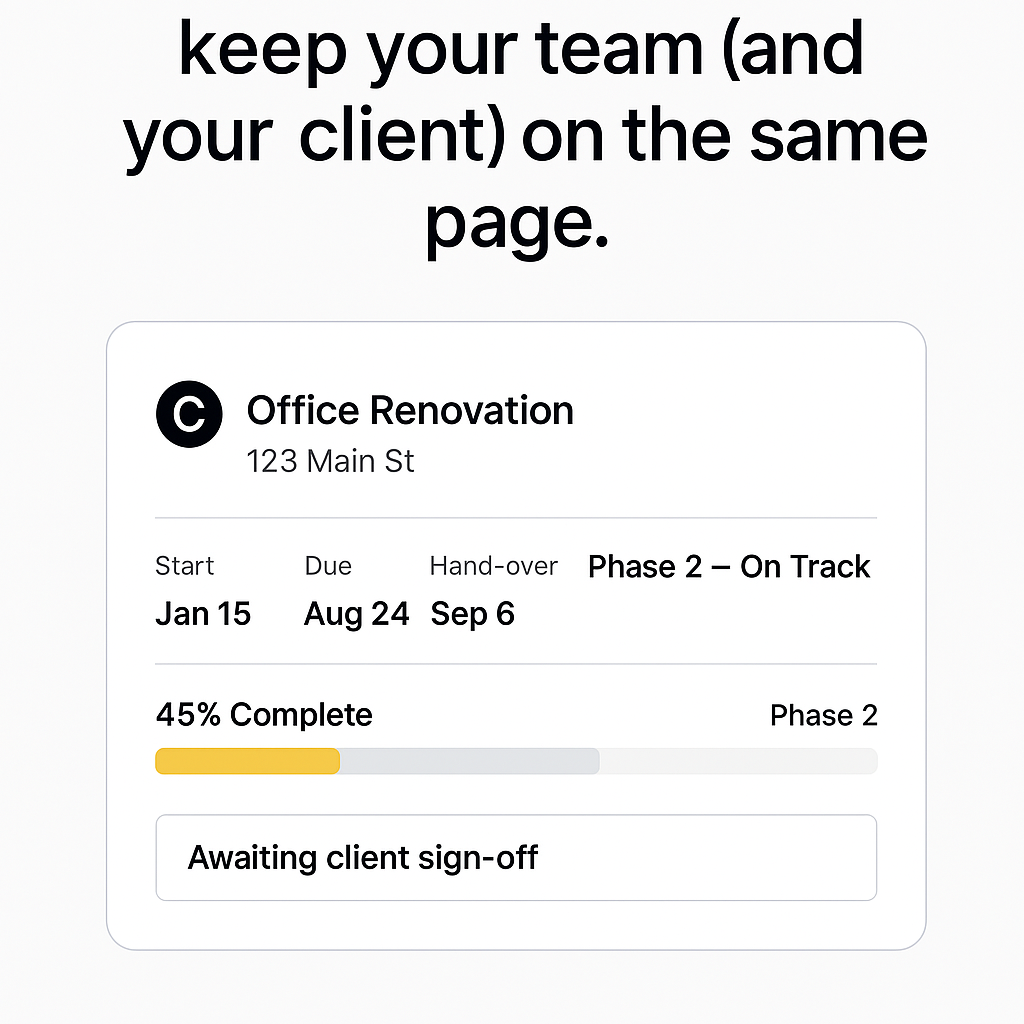 keep your team (and
your client) on the same
page.
C
Office Renovation
123 Main St
Start Due Hand-over Phase 2 – On Track
Jan 15 Aug 24 Sep 6
45% Complete Phase 2
Awaiting client sign-off